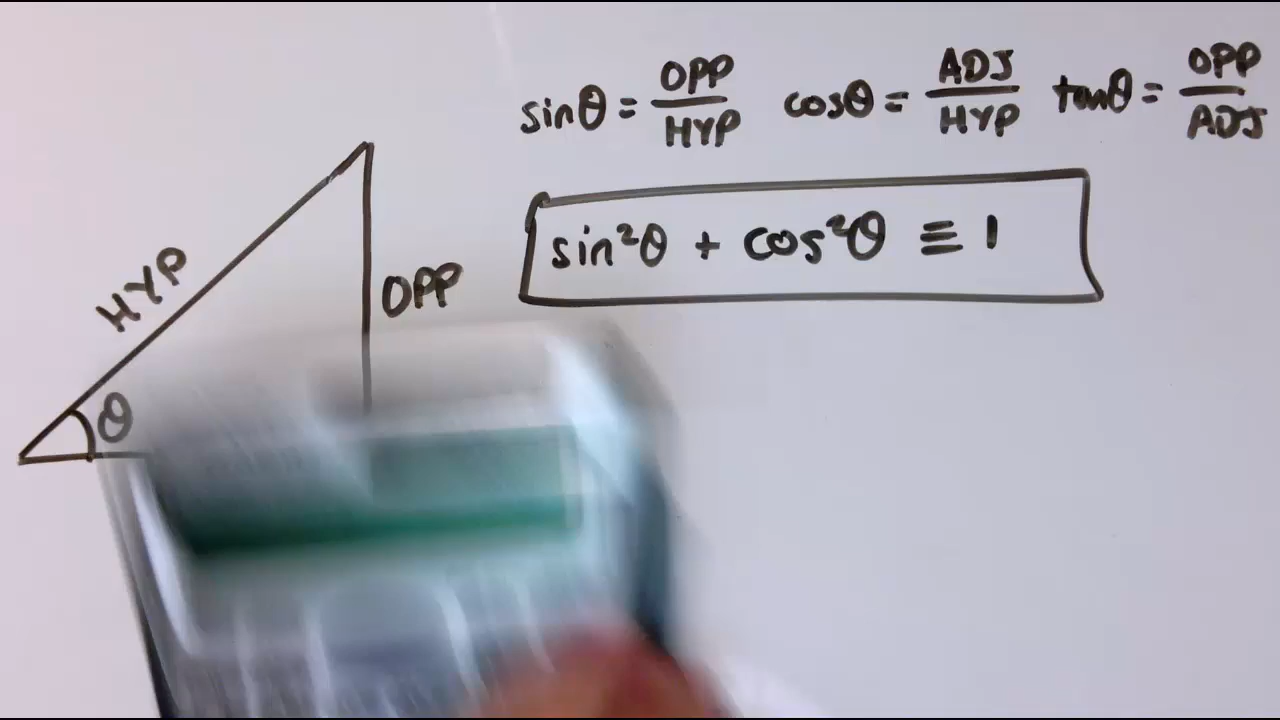 sinθ = OPP/HYP cosθ = ADJ/HYP tanθ = OPP/ADJ
sin²θ + cos²θ ≡ 1
HYP
OPP
θ